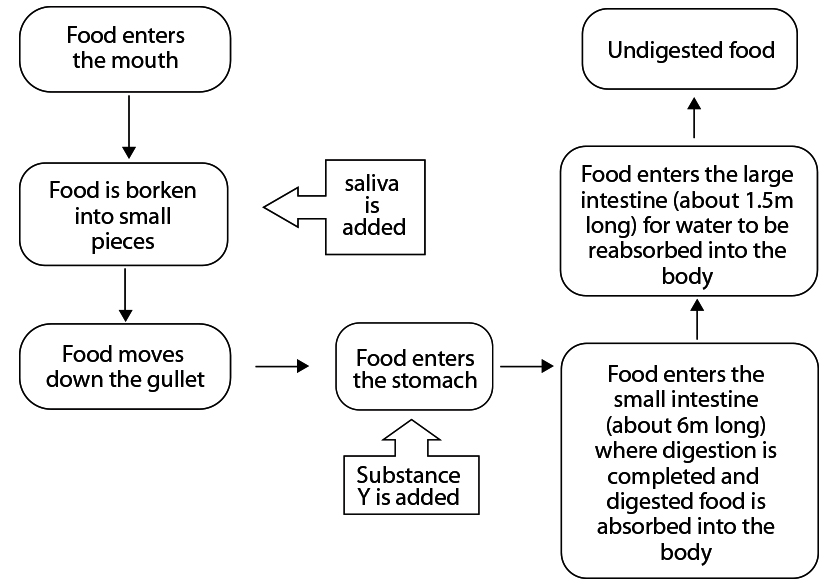 Food enters
the mouth
Food is borken
into small
pieces
saliva
is
added
Food moves
down the gullet
Food enters
the stomach
Substance
Y is added
Food enters the
small intestine
(about 6m long)
where digestion is
completed and
digested food is
absorbed into the
body
Food enters the large
intestine (about 1.5m
long) for water to be
reabsorbed into the
body
Undigested food